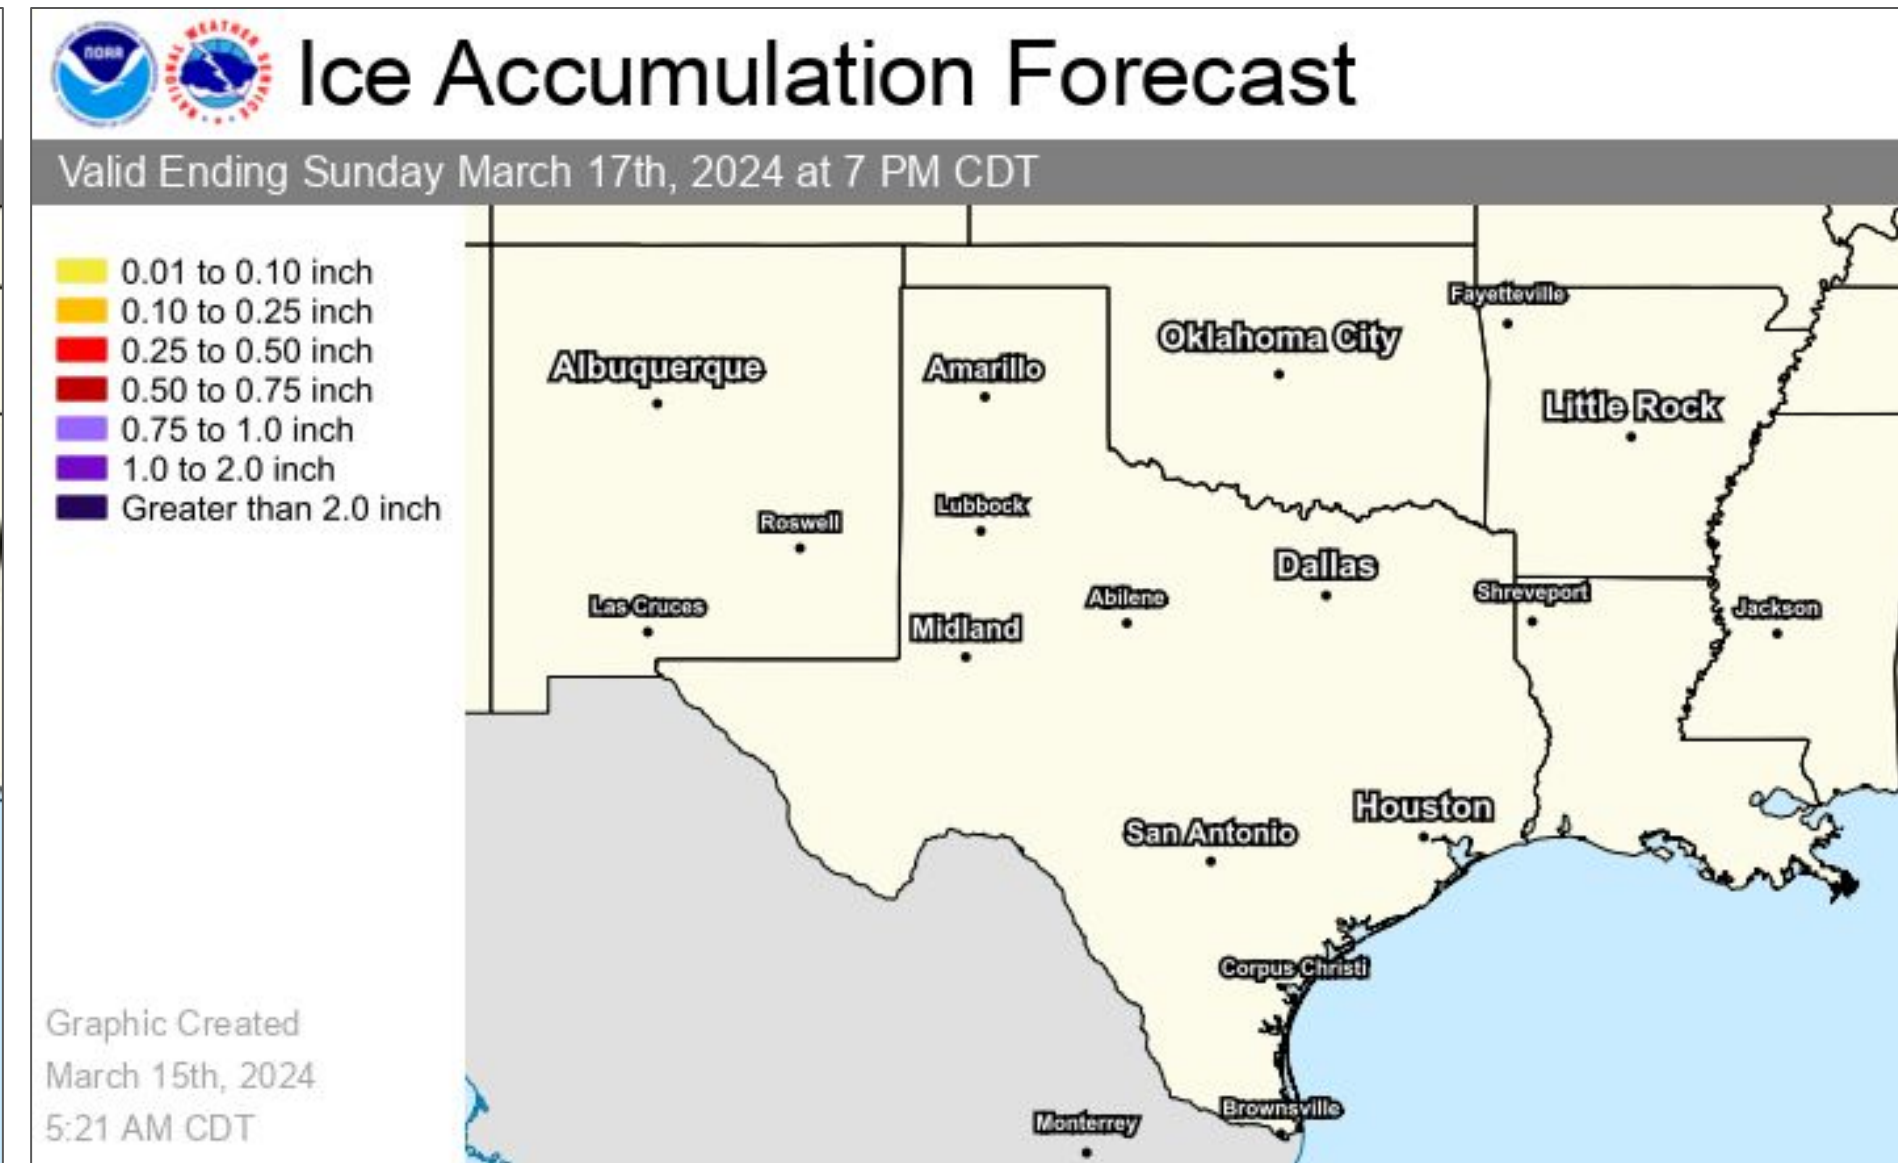 NOAA
NATIONAL WEATHER SERVICE
Ice Accumulation Forecast
Valid Ending Sunday March 17th, 2024 at 7 PM CDT
0.01 to 0.10 inch
0.10 to 0.25 inch
0.25 to 0.50 inch
0.50 to 0.75 inch
0.75 to 1.0 inch
1.0 to 2.0 inch
Greater than 2.0 inch
Fayetteville
Oklahoma City
Albuquerque
Amarillo
Little Rock
Lubbock
Roswell
Dallas
Shreveport
Abilene
Las Cruces
Jackson
Midland
Houston
San Antonio
Corpus Christi
Brownsville
Monterrey
Graphic Created
March 15th, 2024
5:21 AM CDT